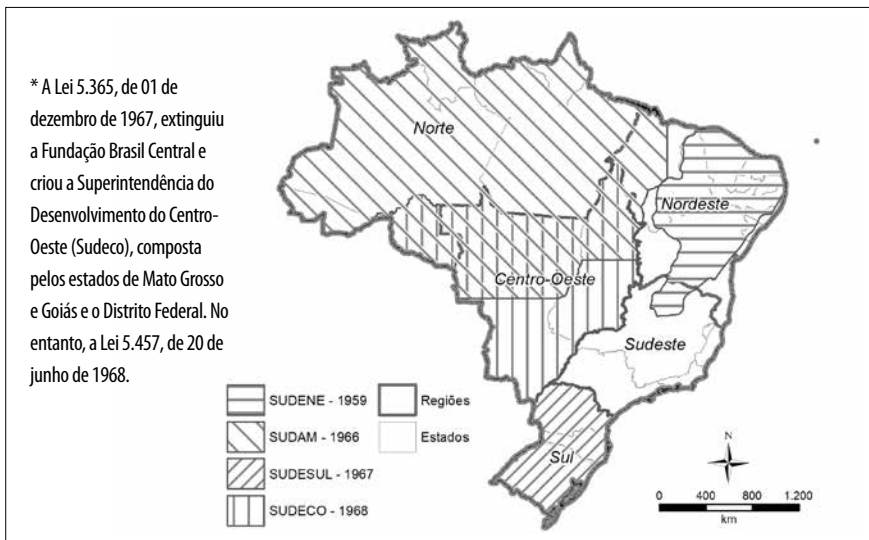 * A Lei 5.365, de 01 de
dezembro de 1967, extinguiu
a Fundação Brasil Central e
criou a Superintendência do
Desenvolvimento do Centro-
Oeste (Sudeco), composta
pelos estados de Mato Grosso
e Goiás e o Distrito Federal. No
entanto, a Lei 5.457, de 20 de
junho de 1968.
Norte
Nordeste
Centro-Oeste
Sudeste
Sul
SUDENE - 1959
Regiões
SUDAM - 1966
Estados
SUDESUL - 1967
SUDECO - 1968
N
0 400 800 1.200
km